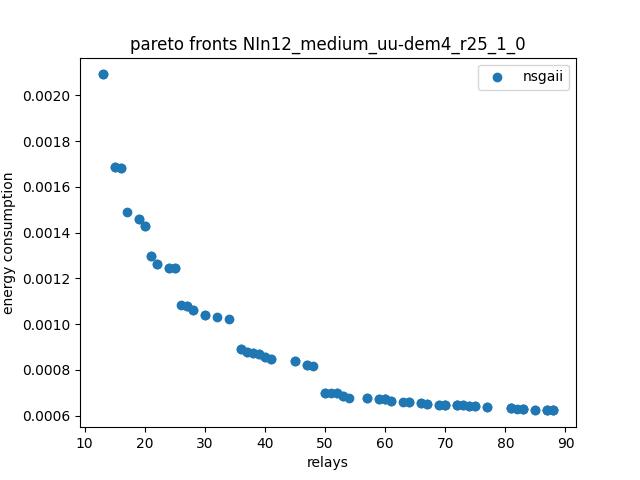 pareto fronts NIn12_medium_uu-dem4_r25_1_0
nsgaii
0.0020
0.0018
0.0016
0.0014
0.0012
0.0010
0.0008
0.0006
energy consumption
10 20 30 40 50 60 70 80 90
relays